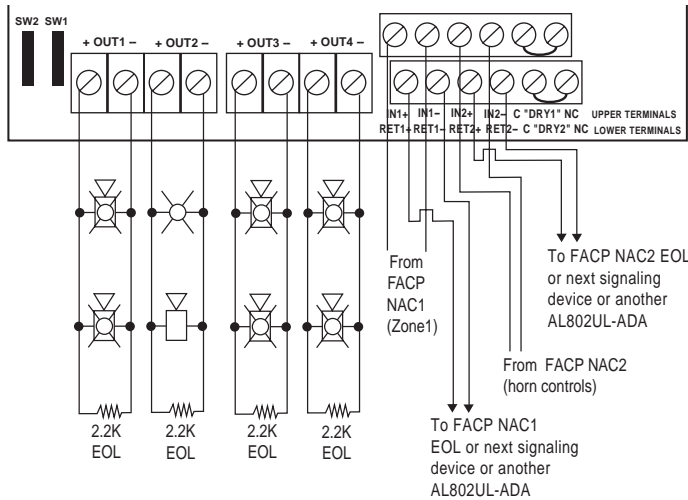 SW2 SW1
+ OUT1 – + OUT2 – + OUT3 – + OUT4 –
IN1+ IN1– IN2+ IN2– C "DRY1" NC UPPER TERMINALS
RET1+ RET1– RET2+ RET2– C "DRY2" NC LOWER TERMINALS
From
FACP
NAC1
(Zone1)
To FACP NAC2 EOL
or next signaling
device or another
AL802UL-ADA
From FACP NAC2
(horn controls)
To FACP NAC1
EOL or next signaling
device or another
AL802UL-ADA
2.2K
EOL
2.2K
EOL
2.2K
EOL
2.2K
EOL